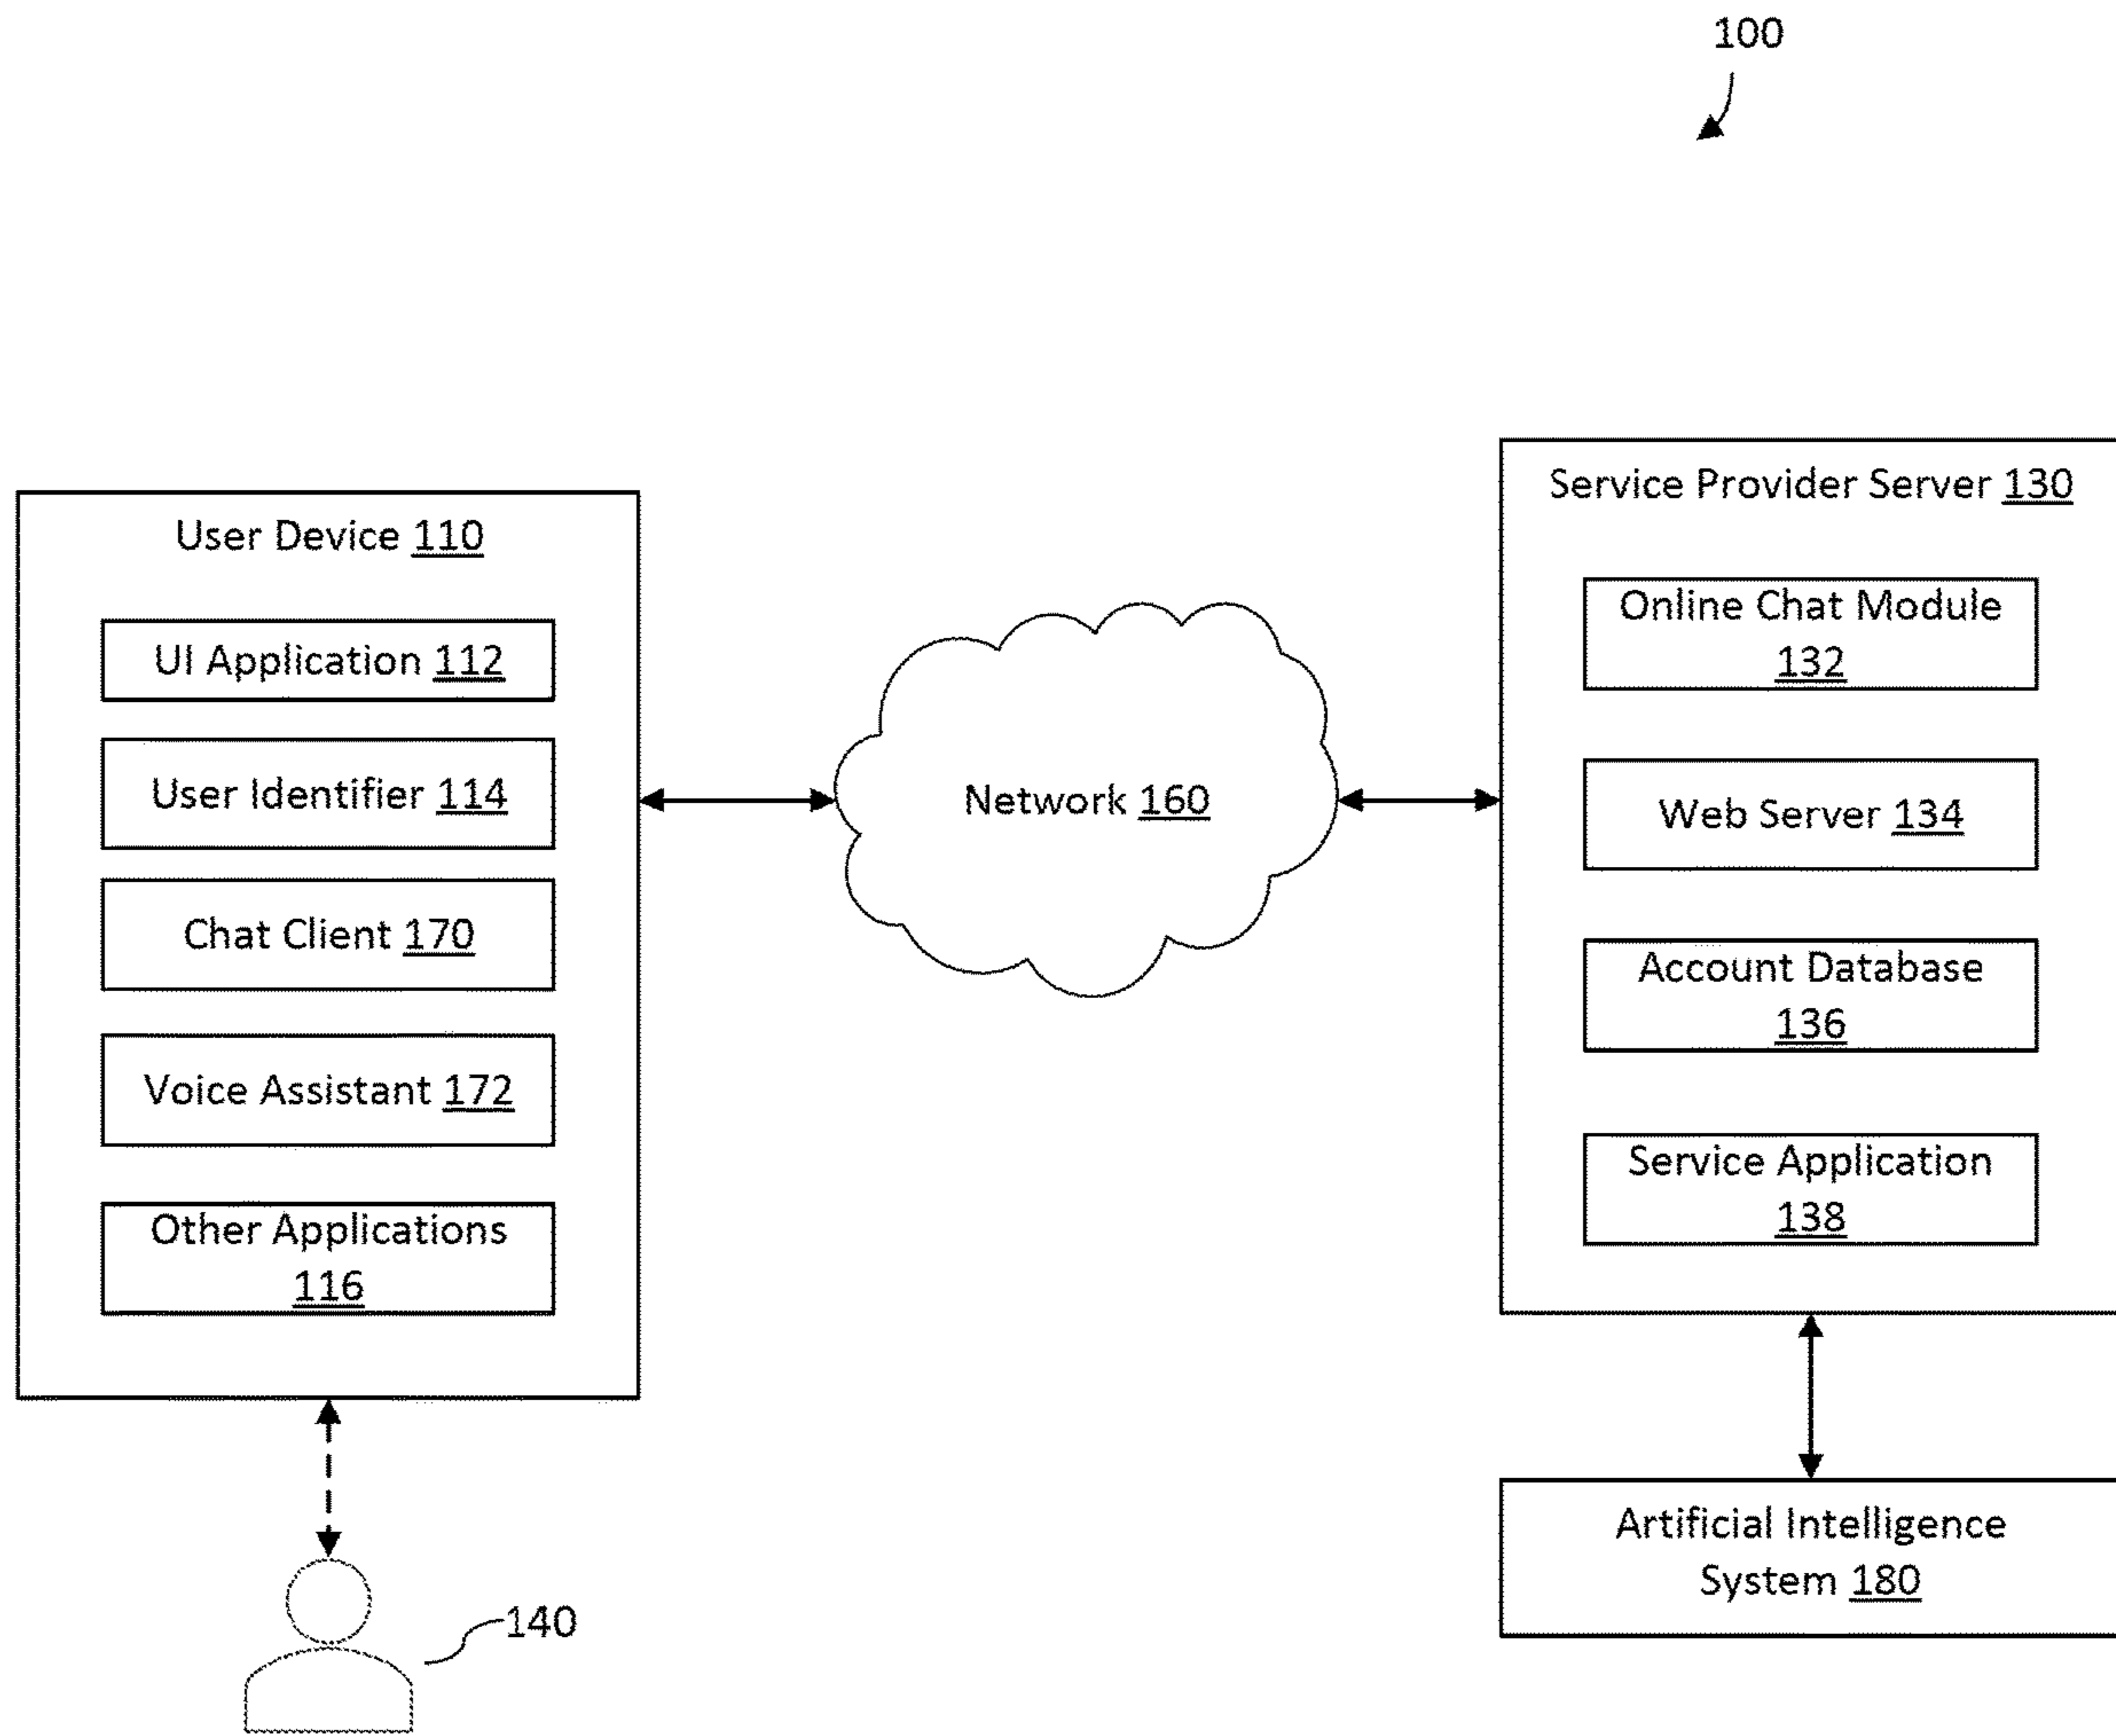 100
User Device 110
UI Application 112
User Identifier 114
Chat Client 170
Voice Assistant 172
Other Applications
116
140
Network 160
Service Provider Server 130
Online Chat Module
132
Web Server 134
Account Database
136
Service Application
138
Artificial Intelligence
System 180